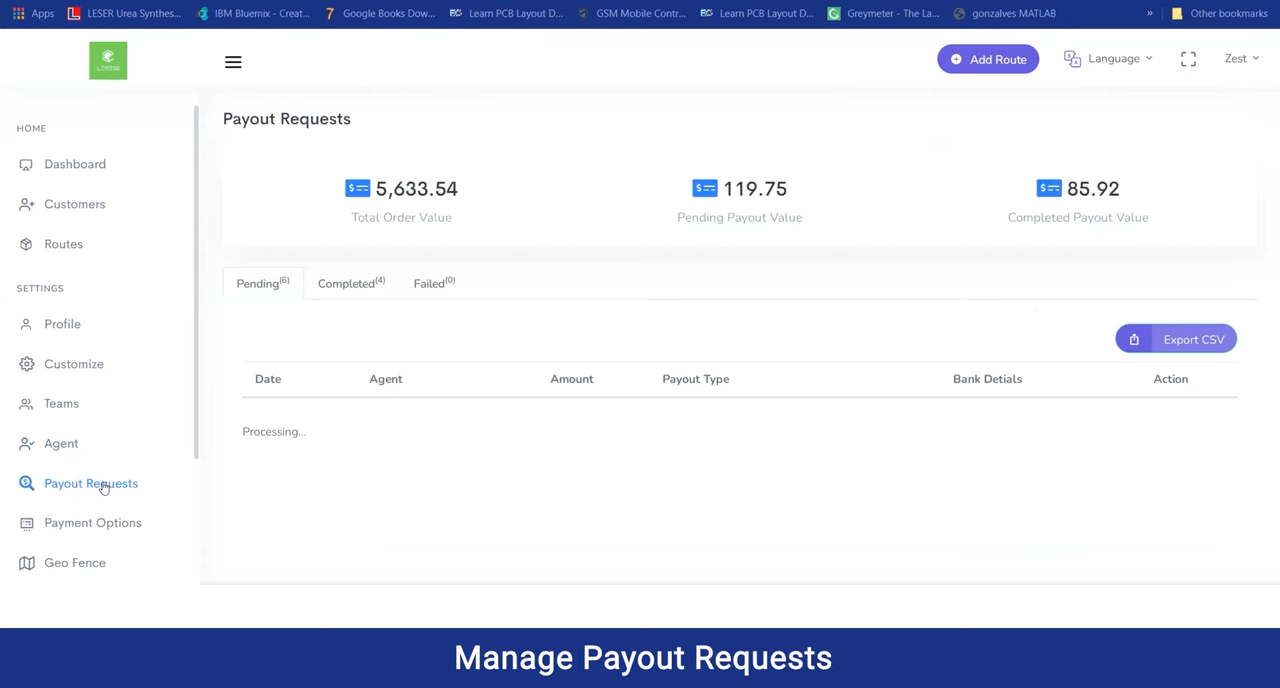 Apps LESER Urea Synthes... IBM Bluemix - Creat... 7 Google Books Dow... Learn PCB Layout D... GSM Mobile Contr... Learn PCB Layout D... Greymeter - The La... gonzalves MATLAB » Other bookmarks
Add Route Language Zest
Payout Requests
HOME
Dashboard
Customers
Routes
SETTINGS
Profile
Customize
Teams
Agent
Payout Requests
Payment Options
Geo Fence
5,633.54 119.75 85.92
Total Order Value Pending Payout Value Completed Payout Value
Pending(6) Completed(4) Failed(0)
Export CSV
Date Agent Amount Payout Type Bank Detials Action
Processing...
Manage Payout Requests